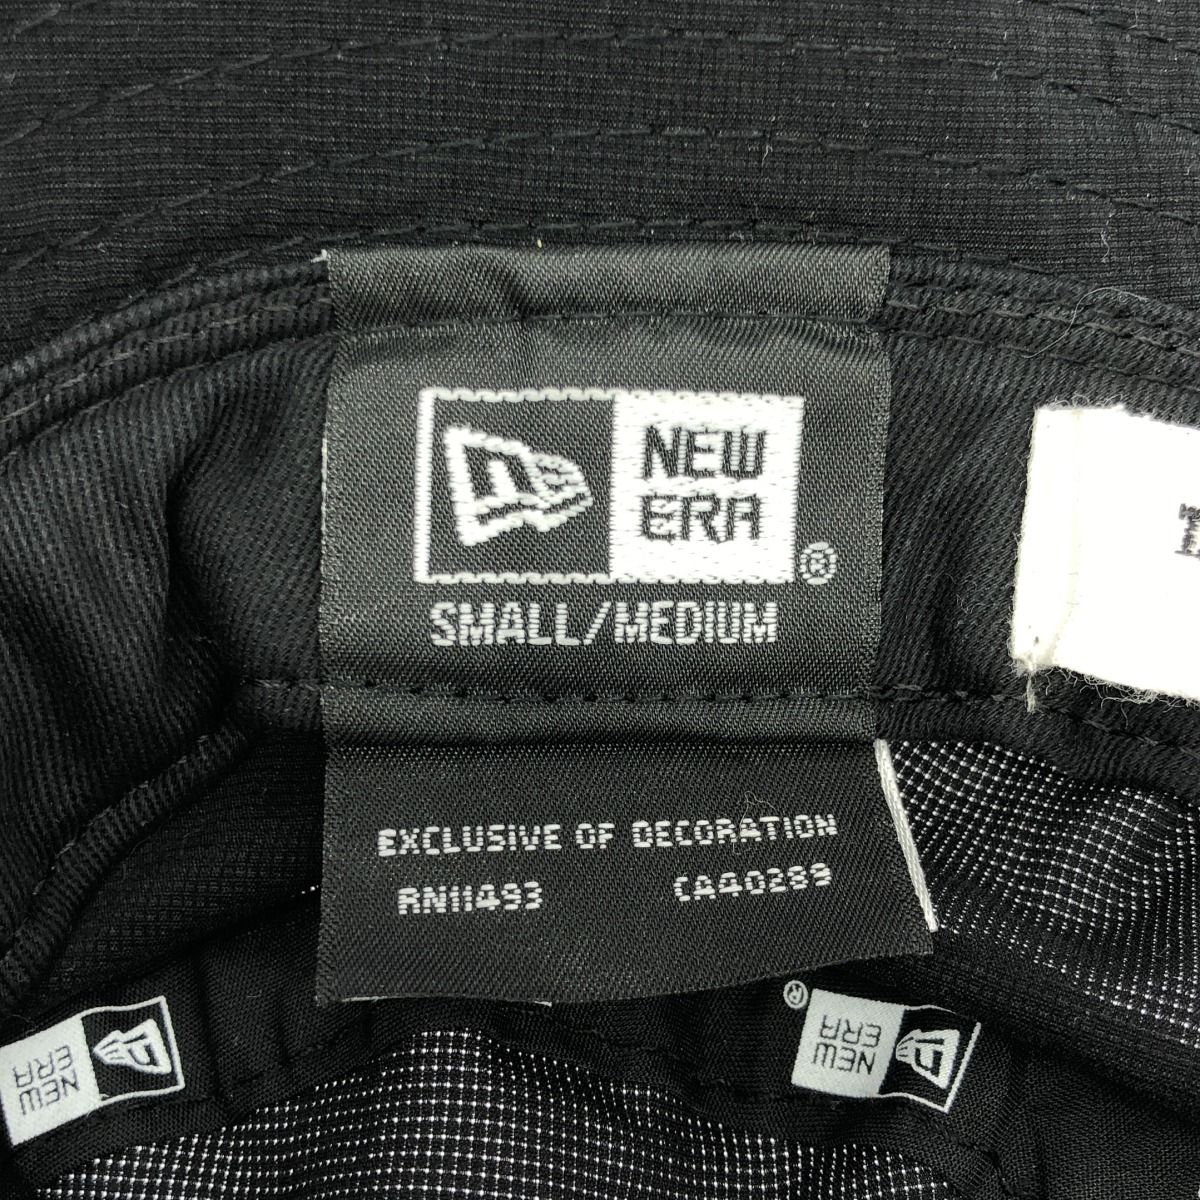 NEW
ERA
®
SMALL/MEDIUM
EXCLUSIVE OF DECORATION
RN11493 CA40289
NEW
ERA
NEW
ERA
®